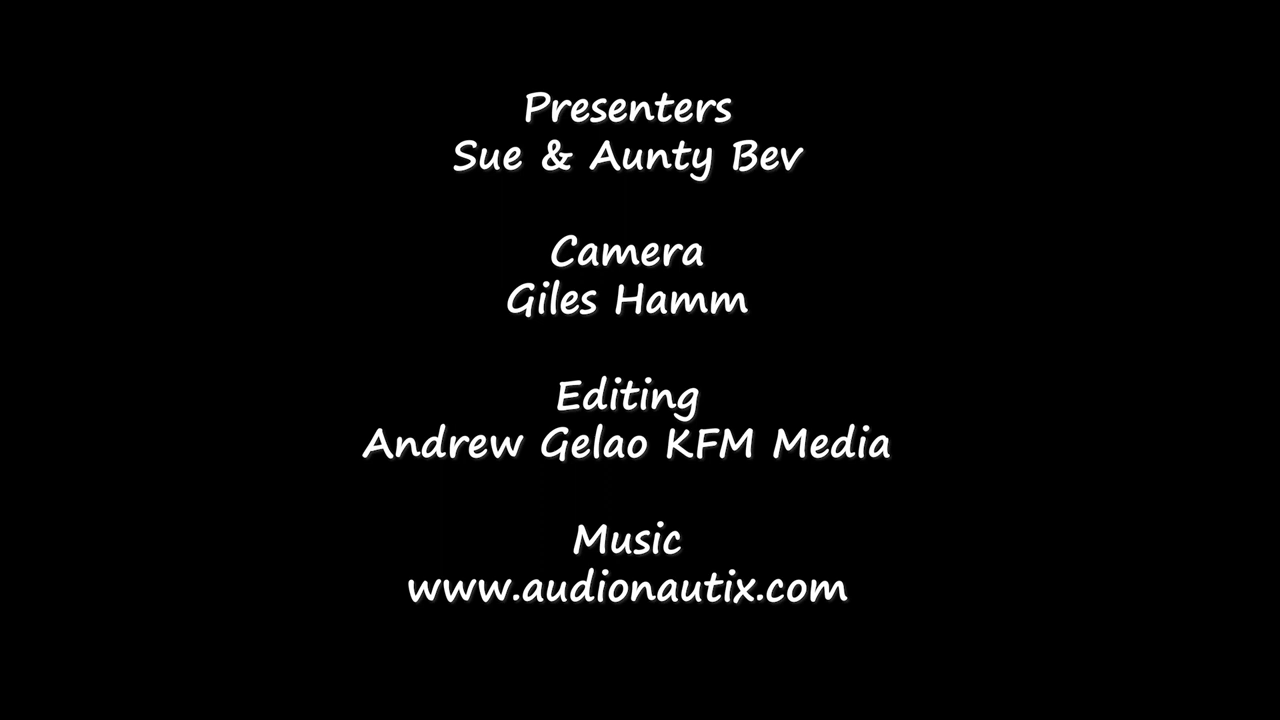 Presenters
Sue & Aunty Bev
Camera
Giles Hamm
Editing
Andrew Gelao KFM Media
Music
www.audionautix.com